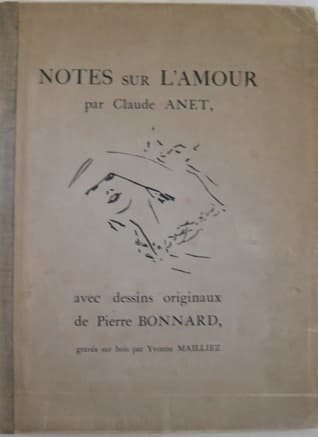 NOTES SUR L'AMOUR
par Claude ANET,
avec dessins originaux
de Pierre BONNARD,
gravés sur bois par Yvonne MAILLIEZ